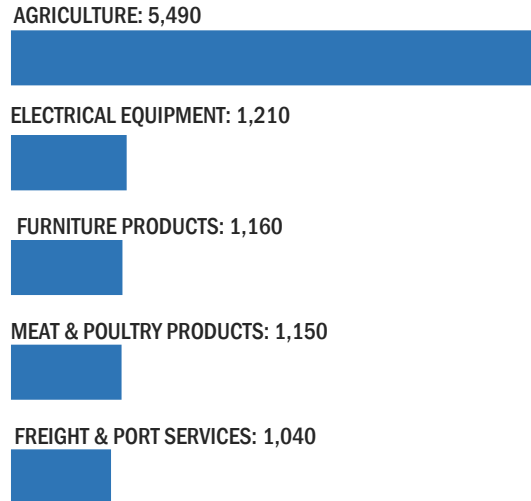 AGRICULTURE: 5,490
ELECTRICAL EQUIPMENT: 1,210
FURNITURE PRODUCTS: 1,160
MEAT & POULTRY PRODUCTS: 1,150
FREIGHT & PORT SERVICES: 1,040